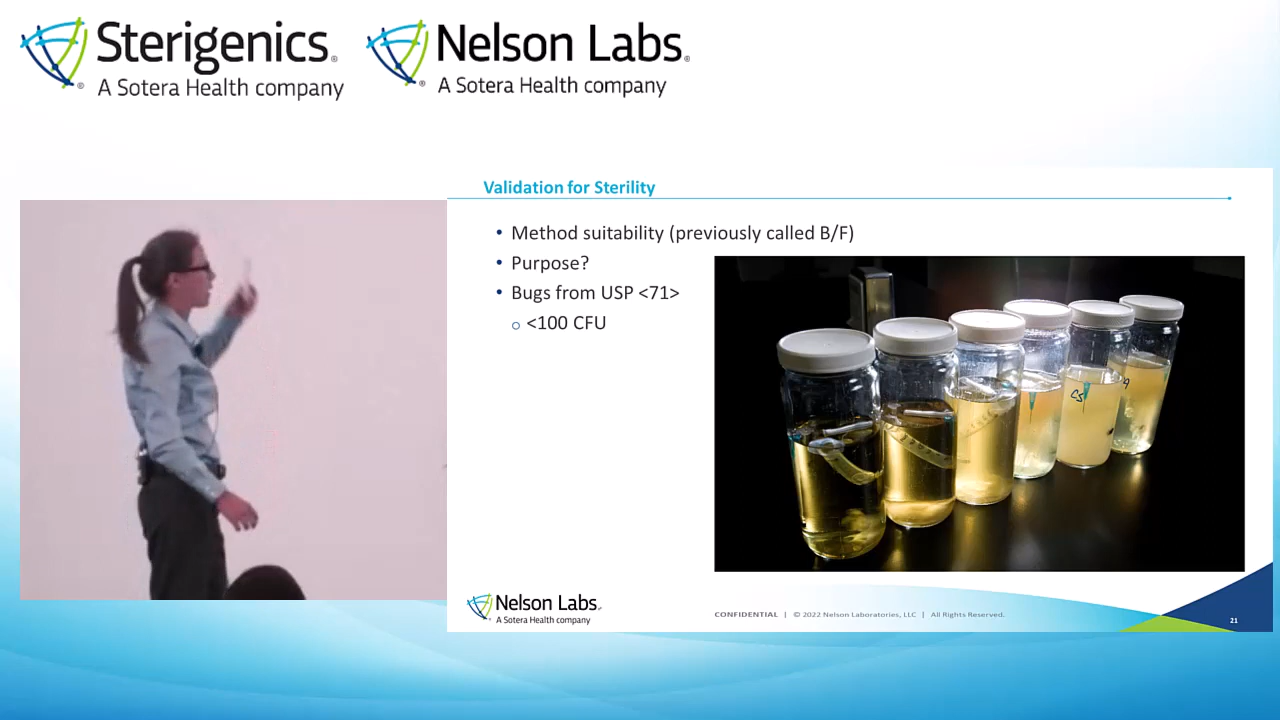 Sterigenics®
A Sotera Health company
Nelson Labs®
A Sotera Health company
Validation for Sterility
• Method suitability (previously called B/F)
• Purpose?
• Bugs from USP <71>
o <100 CFU
CS
Nelson Labs
A Sotera Health company
CONFIDENTIAL | © 2022 Nelson Laboratories, LLC | All Rights Reserved.
21